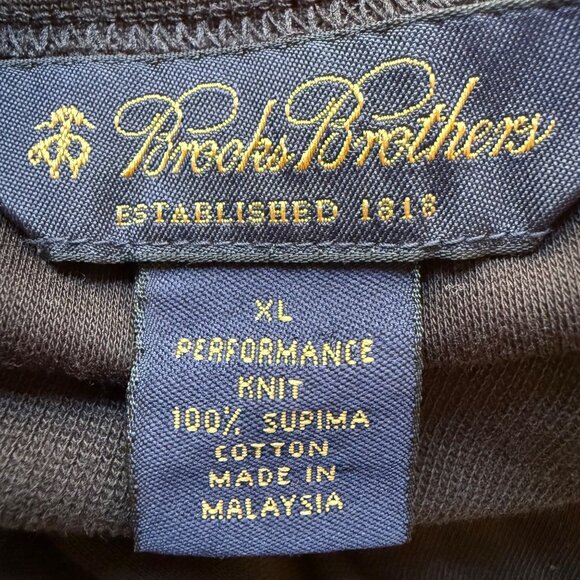 Brooks Brothers
ESTABLISHED 1818
XL
PERFORMANCE
KNIT
100% SUPIMA
COTTON
MADE IN
MALAYSIA